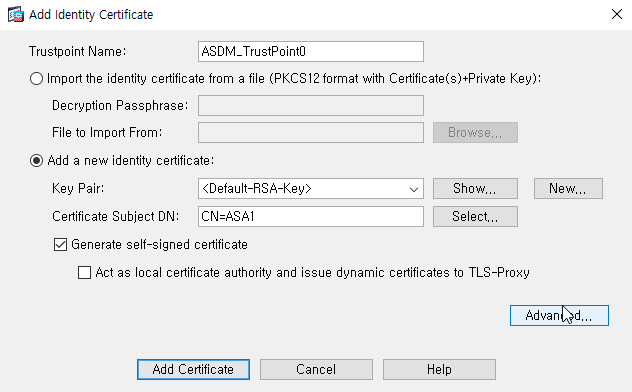 Add Identity Certificate
Trustpoint Name: ASDM_TrustPoint0
Import the identity certificate from a file (PKCS12 format with Certificate(s)+Private Key):
Decryption Passphrase:
File to Import From: Browse...
Add a new identity certificate:
Key Pair: <Default-RSA-Key> Show... New...
Certificate Subject DN: CN=ASA1 Select...
Generate self-signed certificate
Act as local certificate authority and issue dynamic certificates to TLS-Proxy
Advanced...
Add Certificate Cancel Help